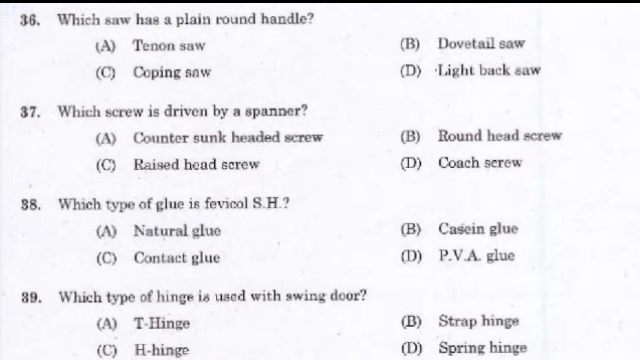 36. Which saw has a plain round handle?
(A) Tenon saw (B) Dovetail saw
(C) Coping saw (D) Light back saw
37. Which screw is driven by a spanner?
(A) Counter sunk headed screw (B) Round head screw
(C) Raised head screw (D) Coach screw
38. Which type of glue is fevicol S.H.?
(A) Natural glue (B) Casein glue
(C) Contact glue (D) P.V.A. glue
39. Which type of hinge is used with swing door?
(A) T-Hinge (B) Strap hinge
(C) H-hinge (D) Spring hinge